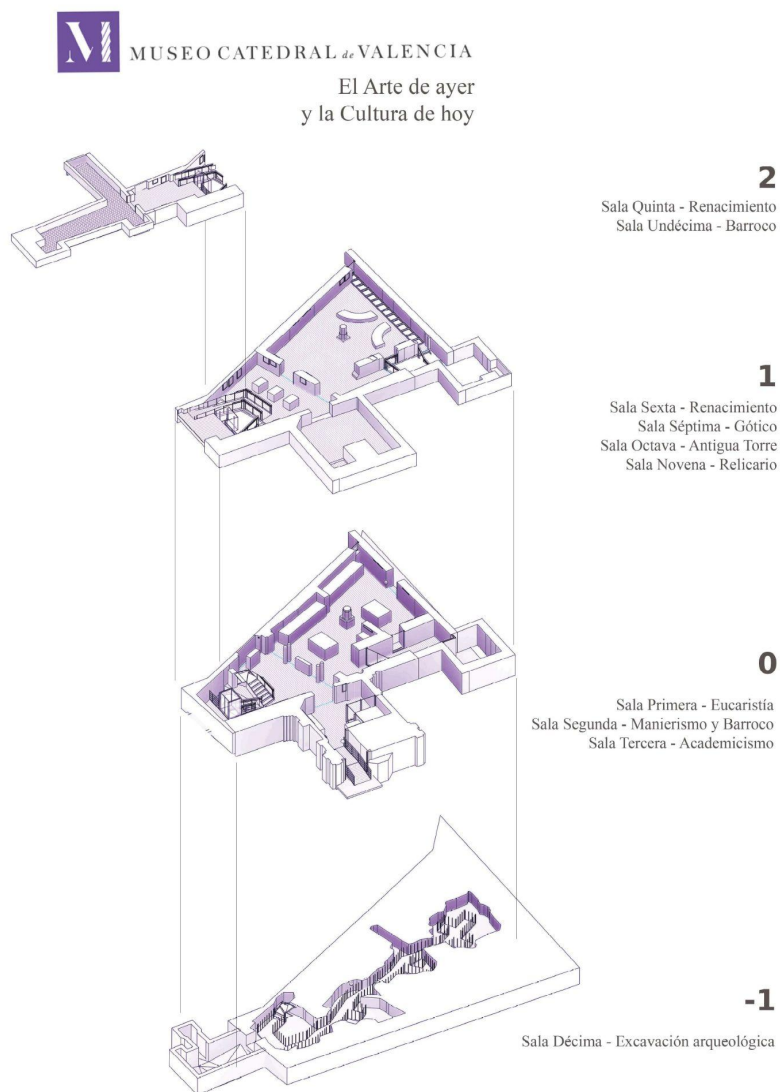 M MUSEO CATEDRAL de VALENCIA
El Arte de ayer
y la Cultura de hoy
2
Sala Quinta - Renacimiento
Sala Undécima - Barroco
1
Sala Sexta - Renacimiento
Sala Séptima - Gótico
Sala Octava - Antigua Torre
Sala Novena - Relicario
0
Sala Primera - Eucaristía
Sala Segunda - Manierismo y Barroco
Sala Tercera - Academicismo
-1
Sala Décima - Excavación arqueológica